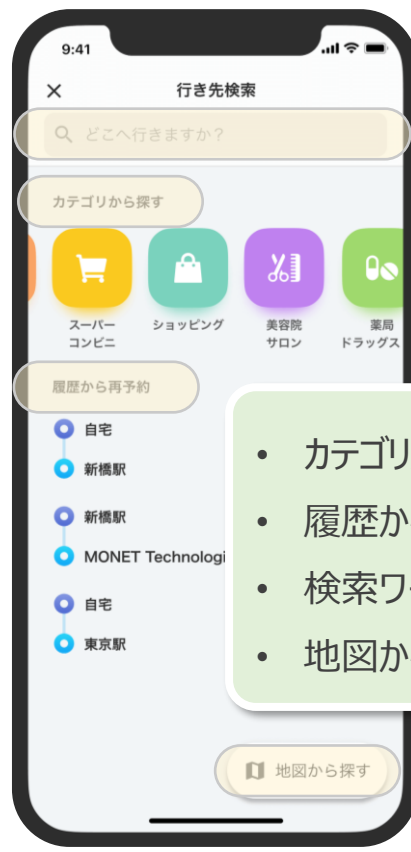 9:41
行き先検索
どこへ行きますか？
カテゴリから探す
スーパー
コンビニ
ショッピング
美容院
サロン
薬局
ドラッグス
履歴から再予約
自宅
新橋駅
新橋駅
MONET Technologi
自宅
東京駅
• カテゴリ
• 履歴か
• 検索ワ
• 地図か
地図から探す